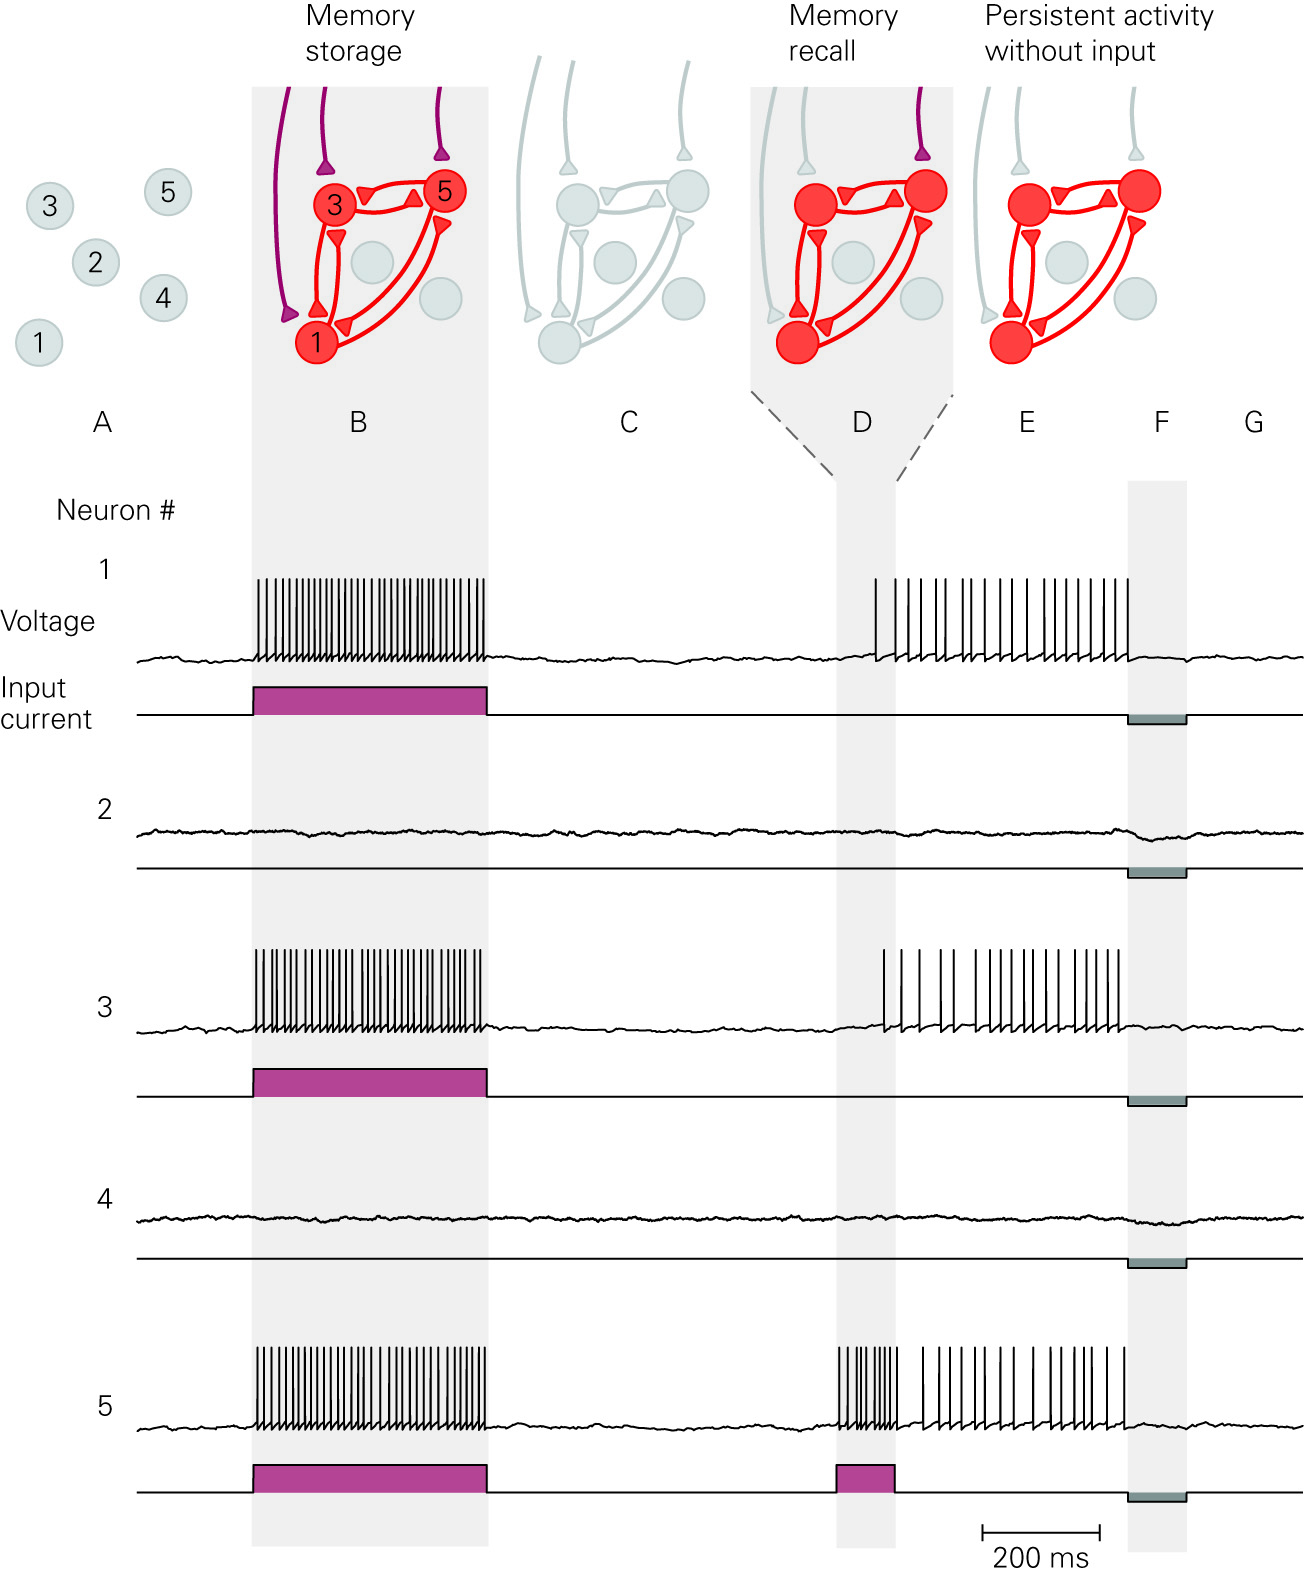 Memory
storage
Memory
recall
Persistent activity
without input
3
5
2
4
1
3
5
1
A B C D E F G
Neuron #
1
Voltage
Input
current
2
3
4
5
200 ms